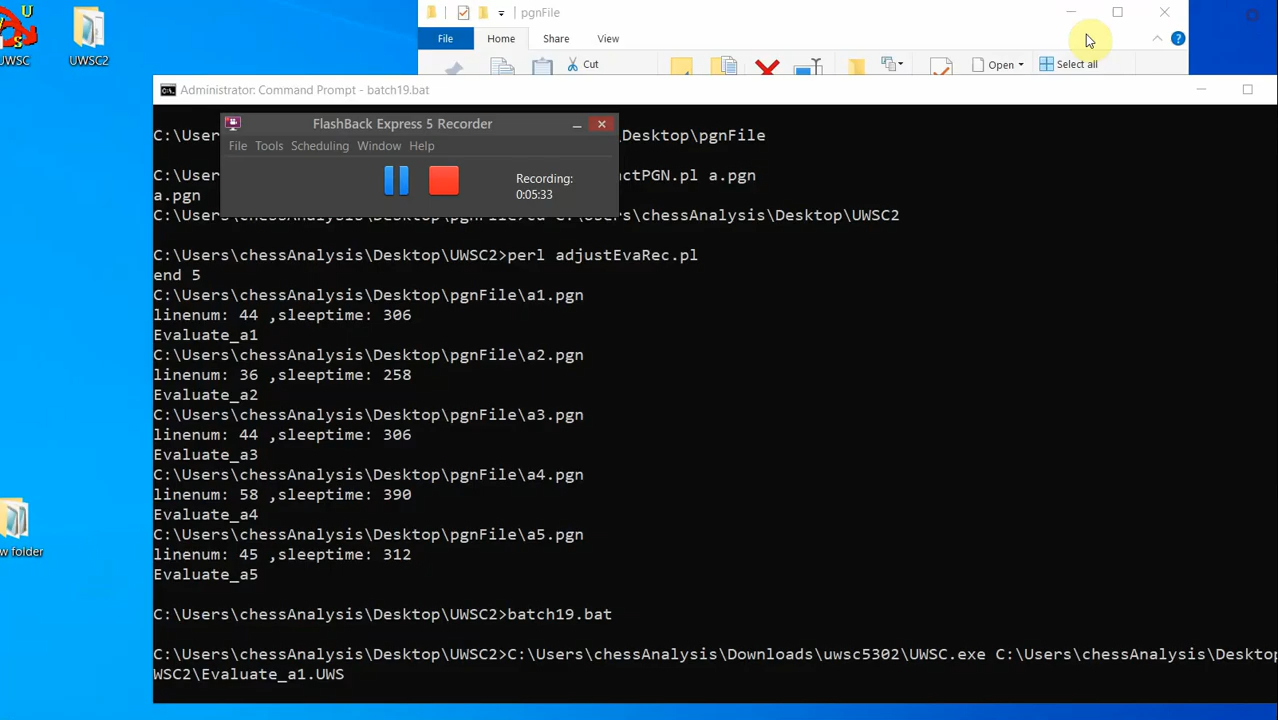 U
S
UWSC
UWSC2
pgnFile
File
Home
Share
View
Cut
Open
Select all
Administrator: Command Prompt - batch19.bat
FlashBack Express 5 Recorder
File Tools Scheduling Window Help
Recording:
0:05:33
C:\User
Desktop\pgnFile
actPGN.pl a.pgn
a.pgn
C:\Users\chessAnalysis\Desktop\pgnFile>cd C:\Users\chessAnalysis\Desktop\UWSC2
C:\Users\chessAnalysis\Desktop\UWSC2>perl adjustEvaRec.pl
end 5
C:\Users\chessAnalysis\Desktop\pgnFile\a1.pgn
linenum: 44 ,sleeptime: 306
Evaluate_a1
C:\Users\chessAnalysis\Desktop\pgnFile\a2.pgn
linenum: 36 ,sleeptime: 258
Evaluate_a2
C:\Users\chessAnalysis\Desktop\pgnFile\a3.pgn
linenum: 44 ,sleeptime: 306
Evaluate_a3
C:\Users\chessAnalysis\Desktop\pgnFile\a4.pgn
linenum: 58 ,sleeptime: 390
Evaluate_a4
C:\Users\chessAnalysis\Desktop\pgnFile\a5.pgn
linenum: 45 ,sleeptime: 312
Evaluate_a5
C:\Users\chessAnalysis\Desktop\UWSC2>batch19.bat
C:\Users\chessAnalysis\Desktop\UWSC2>C:\Users\chessAnalysis\Downloads\uwsc5302\UWSC.exe C:\Users\chessAnalysis\Deskto
WSC2\Evaluate_a1.UWS
w folder